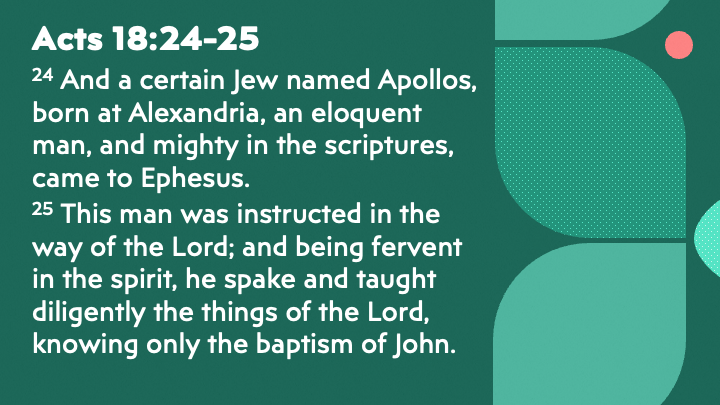 Acts 18:24-25
24 And a certain Jew named Apollos,
born at Alexandria, an eloquent
man, and mighty in the scriptures,
came to Ephesus.
25 This man was instructed in the
way of the Lord; and being fervent
in the spirit, he spake and taught
diligently the things of the Lord,
knowing only the baptism of John.